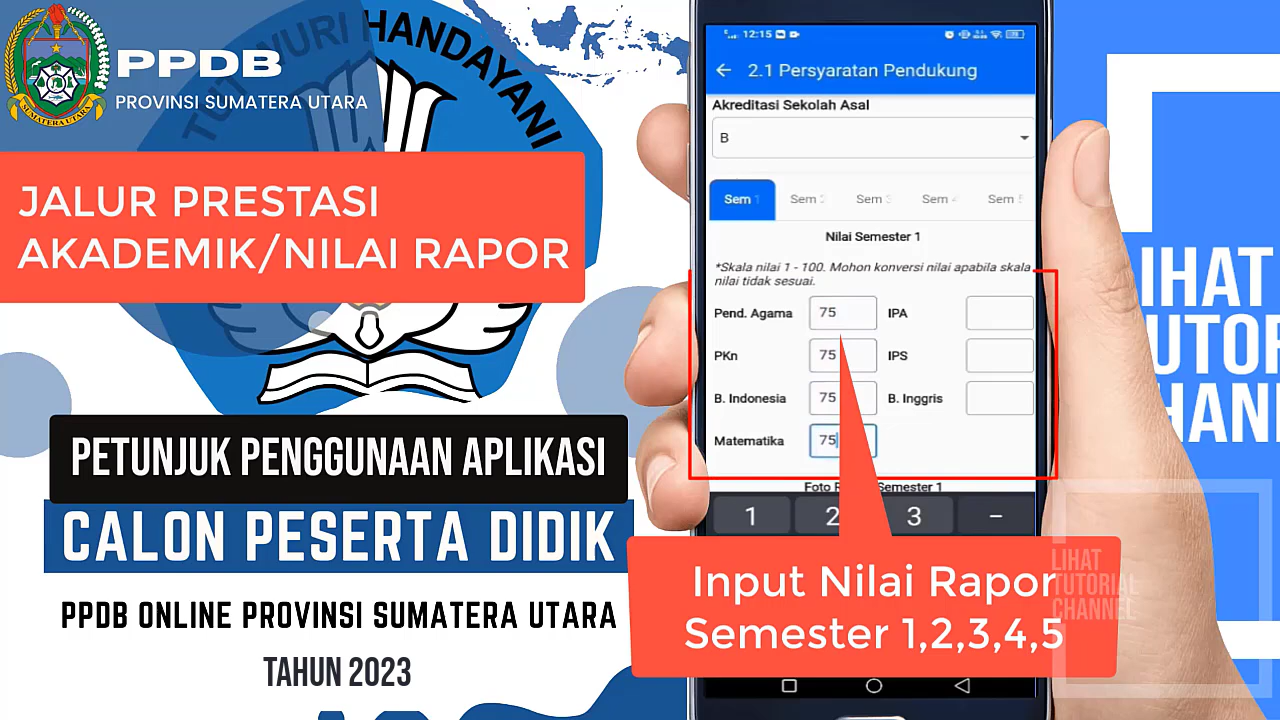 TUT WURI HANDAYANI
PPDB
PROVINSI SUMATERA UTARA
SUMATERA UTARA
JALUR PRESTASI
AKADEMIK/NILAI RAPOR
PETUNJUK PENGGUNAAN APLIKASI
CALON PESERTA DIDIK
PPDB ONLINE PROVINSI SUMATERA UTARA
TAHUN 2023
12:15
2.1 Persyaratan Pendukung
Akreditasi Sekolah Asal
B
Sem 1 Sem 2 Sem 3 Sem 4 Sem 5
Nilai Semester 1
*Skala nilai 1 - 100. Mohon konversi nilai apabila skala
nilai tidak sesuai.
Pend. Agama 75 IPA
PKn 75 IPS
B. Indonesia 75 B. Inggris
Matematika 75
Semester 1
1 2 3 −
Input Nilai Rapor
Semester 1,2,3,4,5
LIHAT
TUTORIAL
CHANNEL